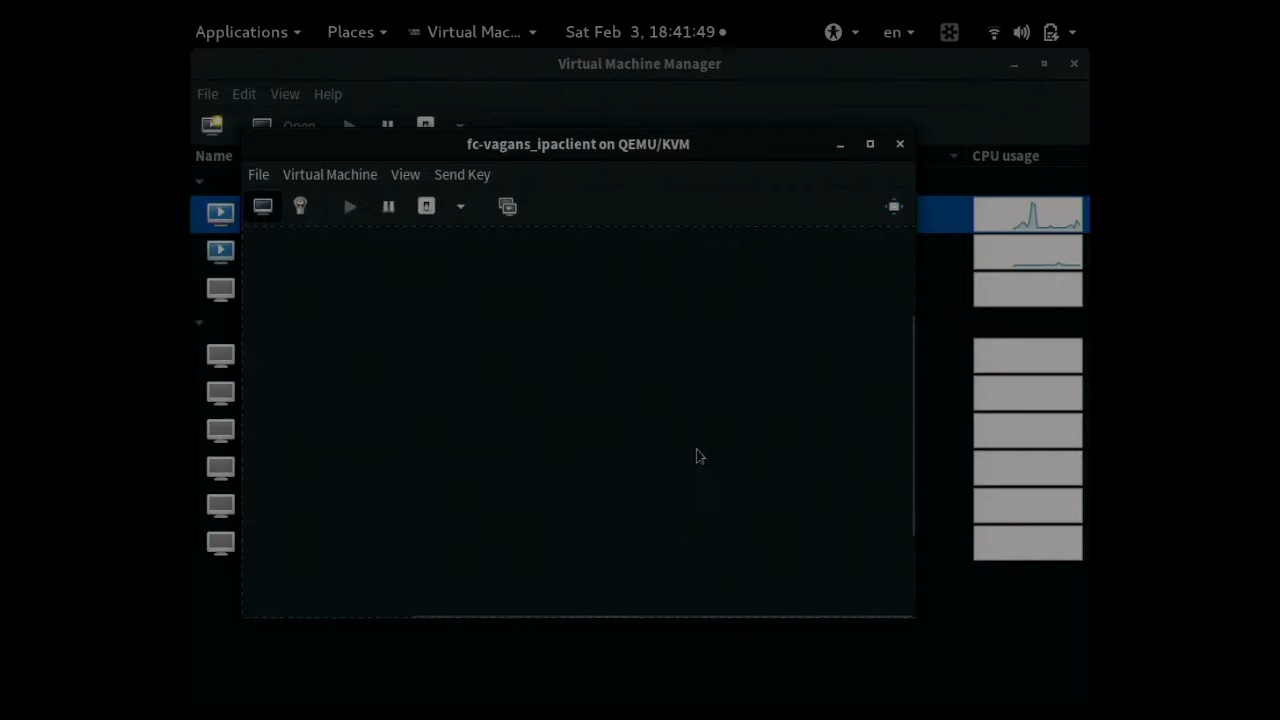 Applications Places Virtual Mac... Sat Feb 3, 18:41:49 en
Virtual Machine Manager
File Edit View Help
Open
fc-vagans_ipaclient on QEMU/KVM
Name
CPU usage
File Virtual Machine View Send Key